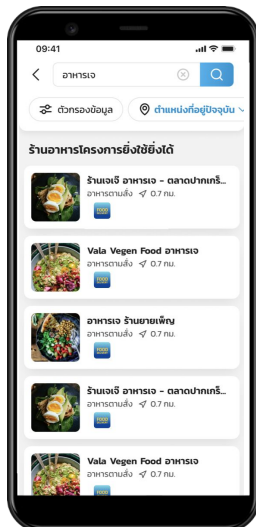 09:41
อาหารเจ
ตัวกรองข้อมูล
ตำแหน่งที่อยู่ปัจจุบัน
ร้านอาหารโครงการยิ่งใช้ยิ่งได้
ร้านเจเจ๊ อาหารเจ - ตลาดปากเกร็...
อาหารตามสั่ง 0.7 กม.
FOOD
Vala Vegen Food อาหารเจ
อาหารตามสั่ง 0.7 กม.
FOOD
อาหารเจ ร้านยายเพ็ญ
อาหารตามสั่ง 0.7 กม.
FOOD
ร้านเจเจ๊ อาหารเจ - ตลาดปากเกร็...
อาหารตามสั่ง 0.7 กม.
FOOD
Vala Vegen Food อาหารเจ
อาหารตามสั่ง 0.7 กม.
FOOD